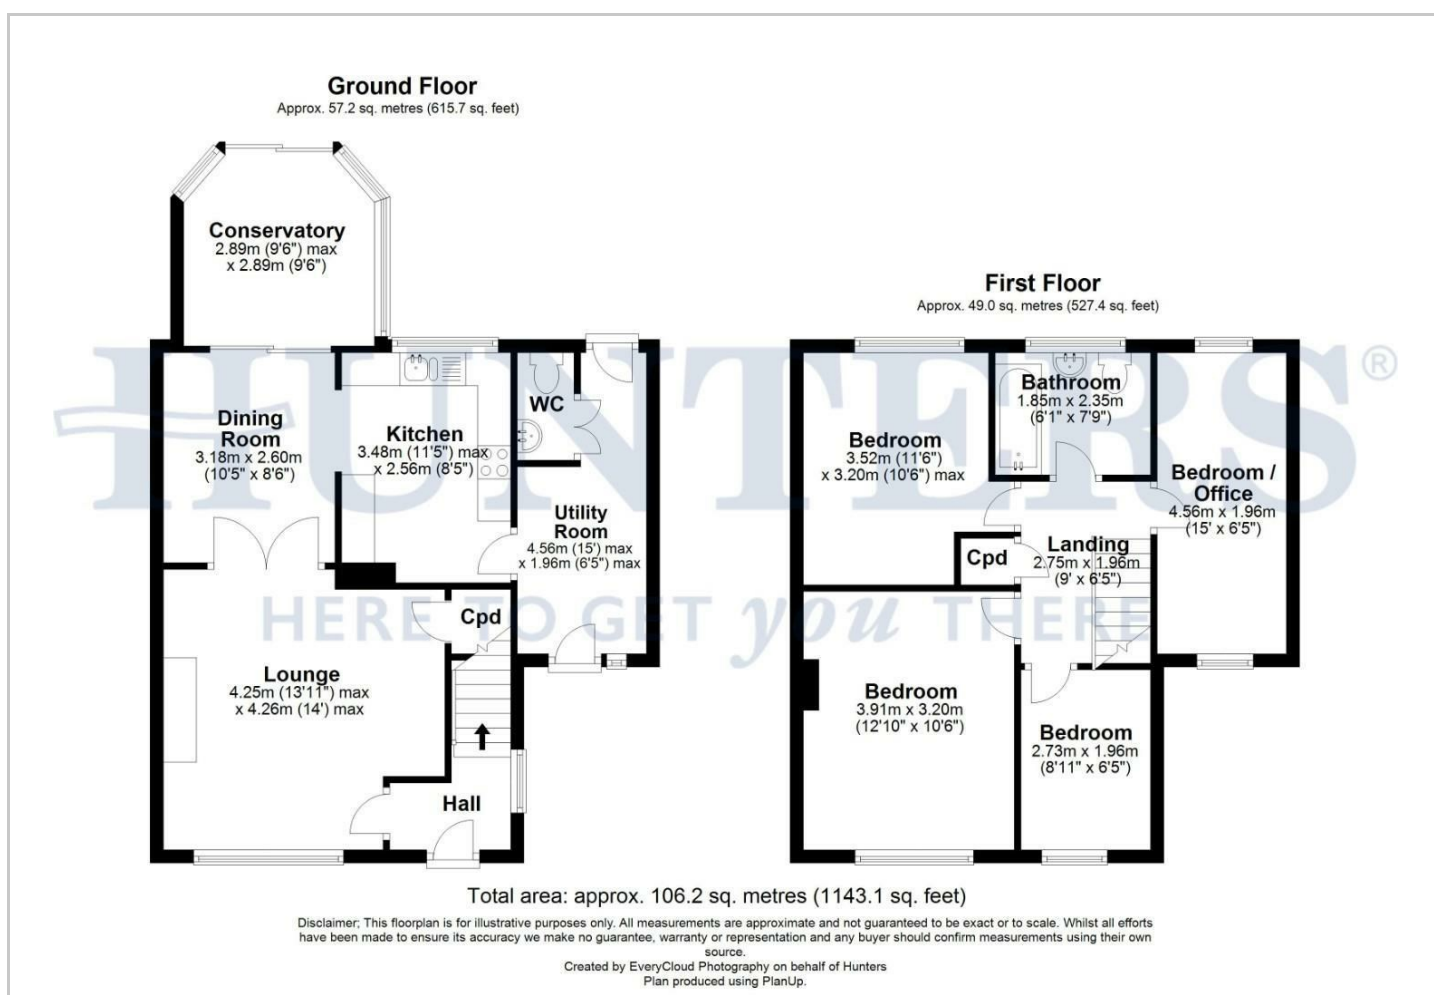 Ground Floor
Approx. 57.2 sq. metres (615.7 sq. feet)
Conservatory
2.89m (9'6") max
x 2.89m (9'6")
Dining
Room
3.18m x 2.60m
(10'5" x 8'6")
Kitchen
3.48m (11'5") max
x 2.56m (8'5")
WC
Utility
Room
4.56m (15') max
x 1.96m (6'5") max
Cpd
Lounge
4.25m (13'11") max
x 4.26m (14') max
Hall
First Floor
Approx. 49.0 sq. metres (527.4 sq. feet)
Bedroom
3.52m (11'6")
x 3.20m (10'6") max
Bathroom
1.85m x 2.35m
(6'1" x 7'9")
Bedroom /
Office
4.56m x 1.96m
(15' x 6'5")
Cpd
Landing
2.75m x 1.96m
(9' x 6'5")
Bedroom
3.91m x 3.20m
(12'10" x 10'6")
Bedroom
2.73m x 1.96m
(8'11" x 6'5")
HUNTERS®
HERE TO GET you THERE
Total area: approx. 106.2 sq. metres (1143.1 sq. feet)
Disclaimer; This floorplan is for illustrative purposes only. All measurements are approximate and not guaranteed to be exact or to scale. Whilst all efforts
have been made to ensure its accuracy we make no guarantee, warranty or representation and any buyer should confirm measurements using their own
source.
Created by EveryCloud Photography on behalf of Hunters
Plan produced using PlanUp.